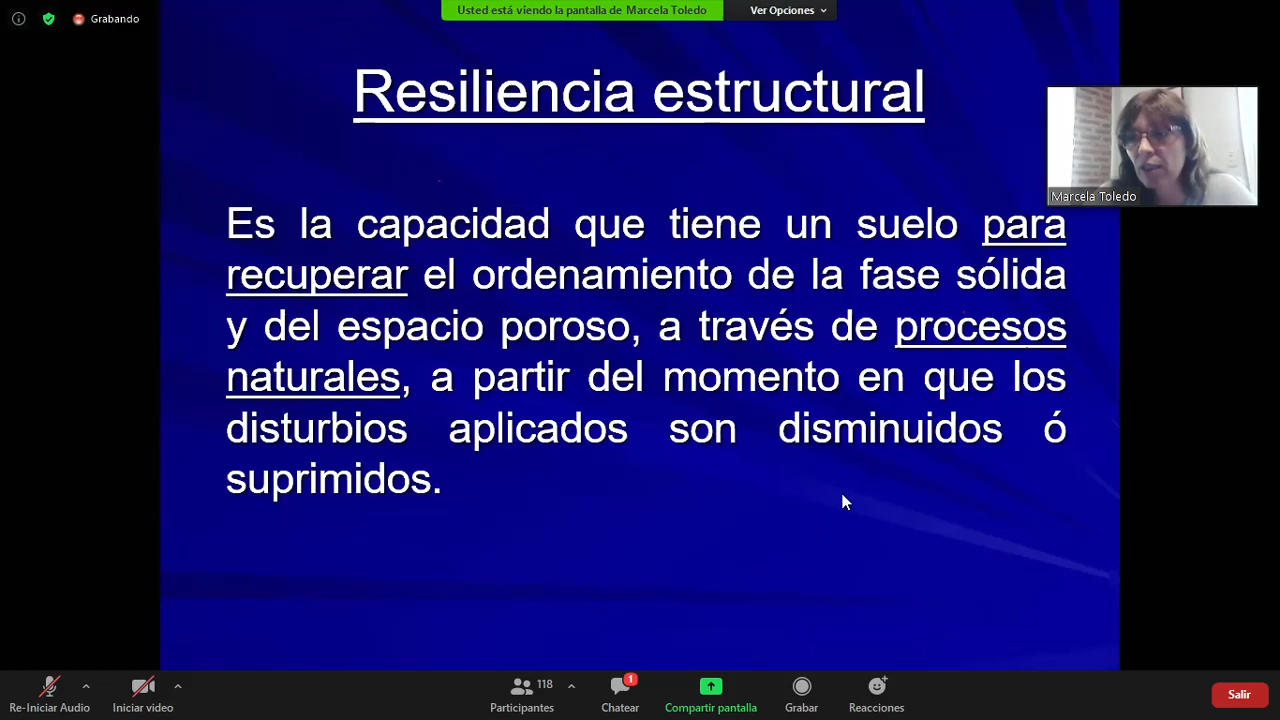 Grabando
Usted está viendo la pantalla de Marcela Toledo
Ver Opciones
Resiliencia estructural
Marcela Toledo
Es la capacidad que tiene un suelo para
recuperar el ordenamiento de la fase sólida
y del espacio poroso, a través de procesos
naturales, a partir del momento en que los
disturbios aplicados son disminuidos ó
suprimidos.
Re-Iniciar Audio
Iniciar video
118
Participantes
1
Chatear
Compartir pantalla
Grabar
Reacciones
Salir